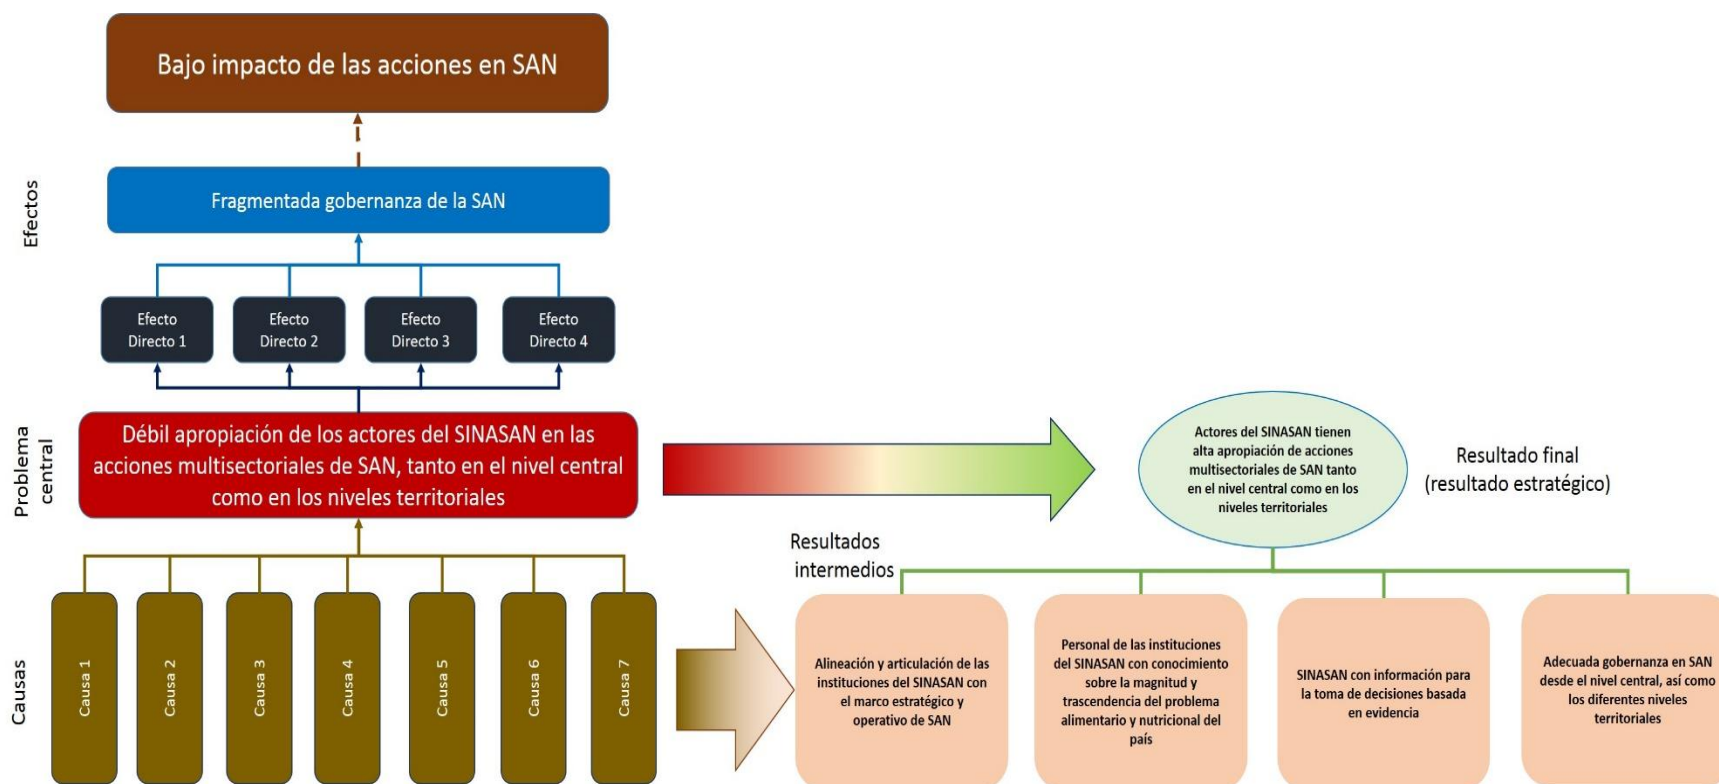 Bajo impacto de las acciones en SAN
Efectos
Fragmentada gobernanza de la SAN
Efecto
Directo 1
Efecto
Directo 2
Efecto
Directo 3
Efecto
Directo 4
Problema
central
Débil apropiación de los actores del SINASAN en las
acciones multisectoriales de SAN, tanto en el nivel central
como en los niveles territoriales
Actores del SINASAN tienen
alta apropiación de acciones
multisectoriales de SAN tanto
en el nivel central como en los
niveles territoriales
Resultado final
(resultado estratégico)
Resultados
intermedios
Causas
Causa 1
Causa 2
Causa 3
Causa 4
Causa 5
Causa 6
Causa 7
Alineación y articulación de las
instituciones del SINASAN con
el marco estratégico y
operativo de SAN
Personal de las instituciones
del SINASAN con conocimiento
sobre la magnitud y
trascendencia del problema
alimentario y nutricional del
país
SINASAN con información para
la toma de decisiones basada
en evidencia
Adecuada gobernanza en SAN
desde el nivel central, así como
los diferentes niveles
territoriales